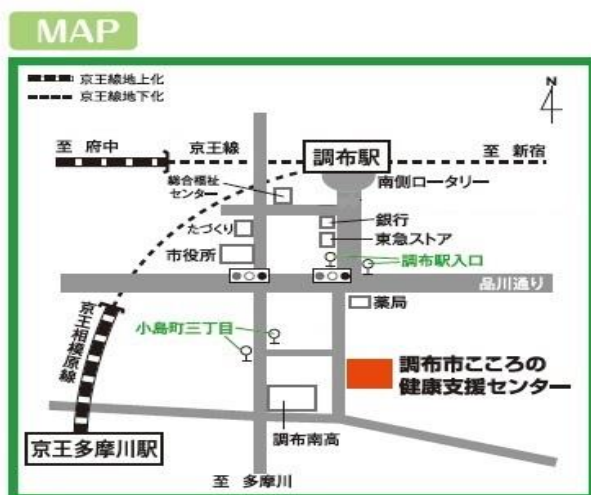 MAP
京王線地上化
京王線地下化
N
至 府中
京王線
調布駅
至 新宿
総合福祉
センター
南側ロータリー
たづくり
銀行
東急ストア
市役所
調布駅入口
品川通り
薬局
京王相模原線
小島町三丁目
調布市こころの
健康支援センター
調布南高
京王多摩川駅
至 多摩川